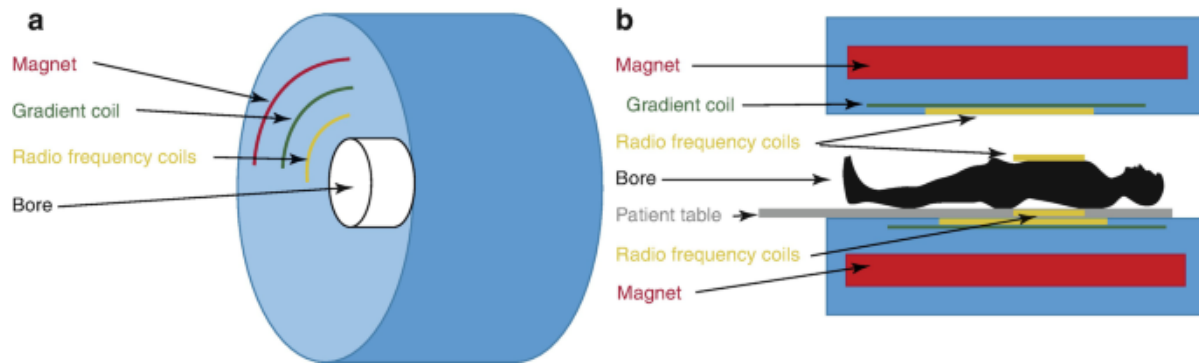 a
Magnet
Gradient coil
Radio frequency coils
Bore
b
Magnet
Gradient coil
Radio frequency coils
Bore
Patient table
Radio frequency coils
Magnet